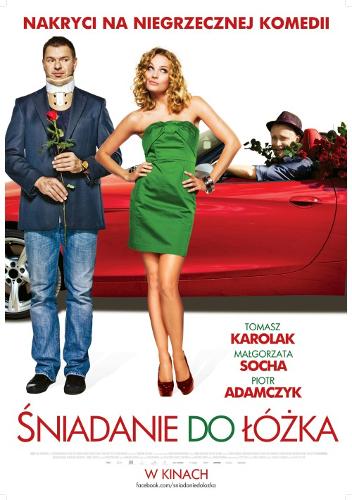 NAKRYCI NA NIEGRZECZNEJ KOMEDII
TOMASZ
KAROLAK
MAŁGORZATA
SOCHA
PIOTR
ADAMCZYK
ŚNIADANIE DO ŁÓŻKA
W KINACH
facebook.com/sniadaniedolozka